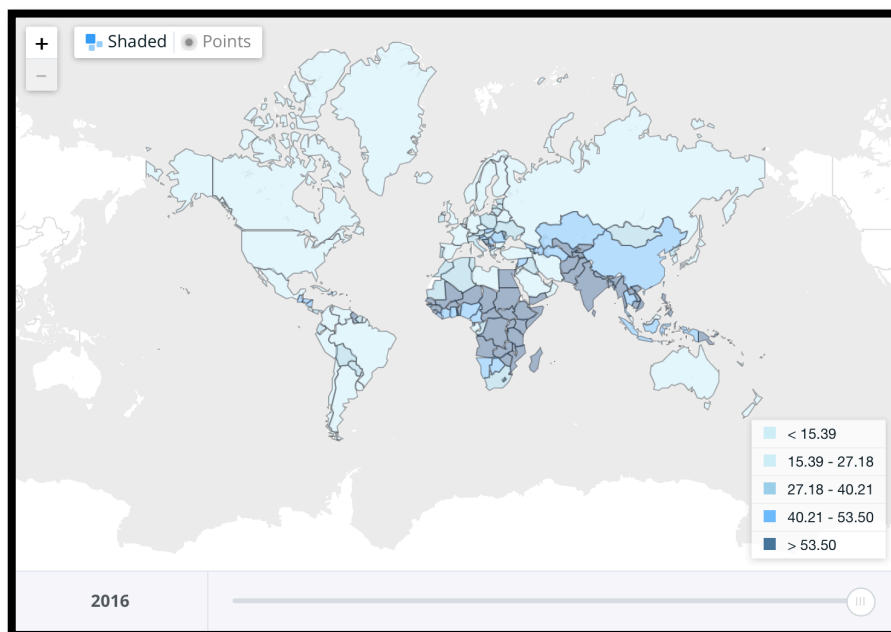 +
Shaded
Points
−
< 15.39
15.39 - 27.18
27.18 - 40.21
40.21 - 53.50
> 53.50
2016